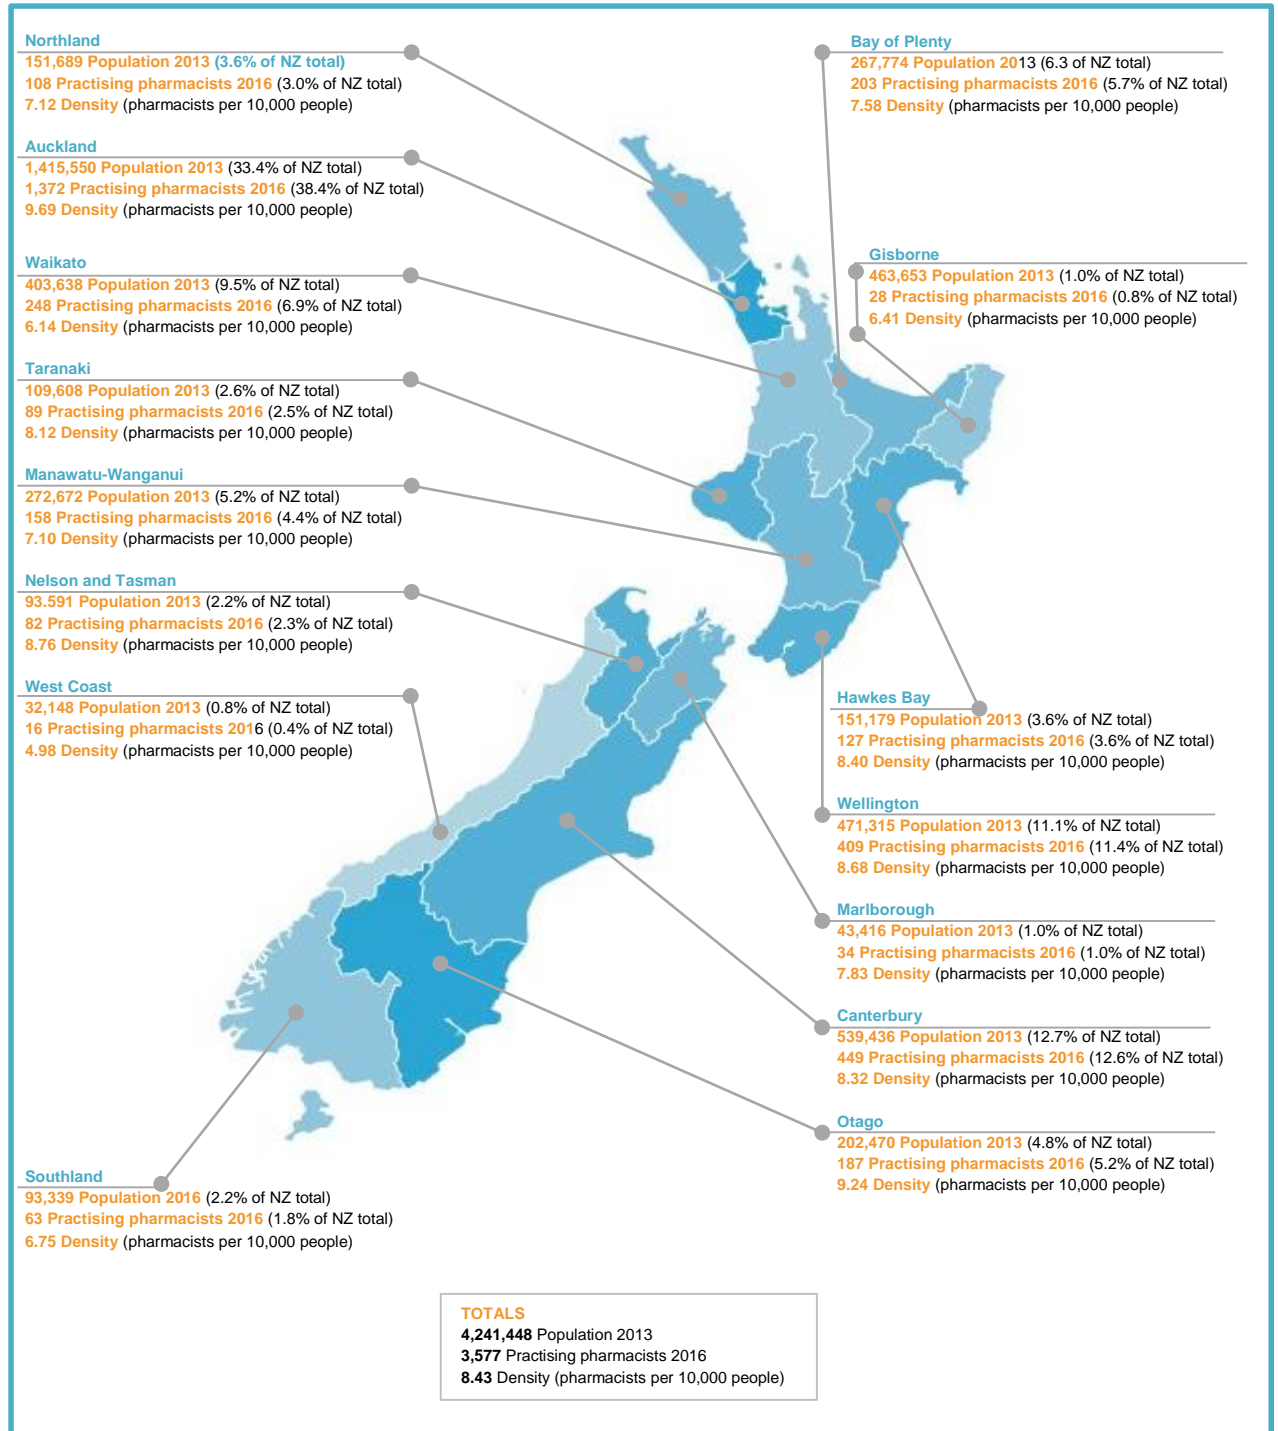 Northland
151,689 Population 2013 (3.6% of NZ total)
108 Practising pharmacists 2016 (3.0% of NZ total)
7.12 Density (pharmacists per 10,000 people)
Auckland
1,415,550 Population 2013 (33.4% of NZ total)
1,372 Practising pharmacists 2016 (38.4% of NZ total)
9.69 Density (pharmacists per 10,000 people)
Waikato
403,638 Population 2013 (9.5% of NZ total)
248 Practising pharmacists 2016 (6.9% of NZ total)
6.14 Density (pharmacists per 10,000 people)
Taranaki
109,608 Population 2013 (2.6% of NZ total)
89 Practising pharmacists 2016 (2.5% of NZ total)
8.12 Density (pharmacists per 10,000 people)
Manawatu-Wanganui
272,672 Population 2013 (5.2% of NZ total)
158 Practising pharmacists 2016 (4.4% of NZ total)
7.10 Density (pharmacists per 10,000 people)
Nelson and Tasman
93.591 Population 2013 (2.2% of NZ total)
82 Practising pharmacists 2016 (2.3% of NZ total)
8.76 Density (pharmacists per 10,000 people)
West Coast
32,148 Population 2013 (0.8% of NZ total)
16 Practising pharmacists 2016 (0.4% of NZ total)
4.98 Density (pharmacists per 10,000 people)
Southland
93,339 Population 2016 (2.2% of NZ total)
63 Practising pharmacists 2016 (1.8% of NZ total)
6.75 Density (pharmacists per 10,000 people)
Bay of Plenty
267,774 Population 2013 (6.3 of NZ total)
203 Practising pharmacists 2016 (5.7% of NZ total)
7.58 Density (pharmacists per 10,000 people)
Gisborne
463,653 Population 2013 (1.0% of NZ total)
28 Practising pharmacists 2016 (0.8% of NZ total)
6.41 Density (pharmacists per 10,000 people)
Hawkes Bay
151,179 Population 2013 (3.6% of NZ total)
127 Practising pharmacists 2016 (3.6% of NZ total)
8.40 Density (pharmacists per 10,000 people)
Wellington
471,315 Population 2013 (11.1% of NZ total)
409 Practising pharmacists 2016 (11.4% of NZ total)
8.68 Density (pharmacists per 10,000 people)
Marlborough
43,416 Population 2013 (1.0% of NZ total)
34 Practising pharmacists 2016 (1.0% of NZ total)
7.83 Density (pharmacists per 10,000 people)
Canterbury
539,436 Population 2013 (12.7% of NZ total)
449 Practising pharmacists 2016 (12.6% of NZ total)
8.32 Density (pharmacists per 10,000 people)
Otago
202,470 Population 2013 (4.8% of NZ total)
187 Practising pharmacists 2016 (5.2% of NZ total)
9.24 Density (pharmacists per 10,000 people)
TOTALS
4,241,448 Population 2013
3,577 Practising pharmacists 2016
8.43 Density (pharmacists per 10,000 people)